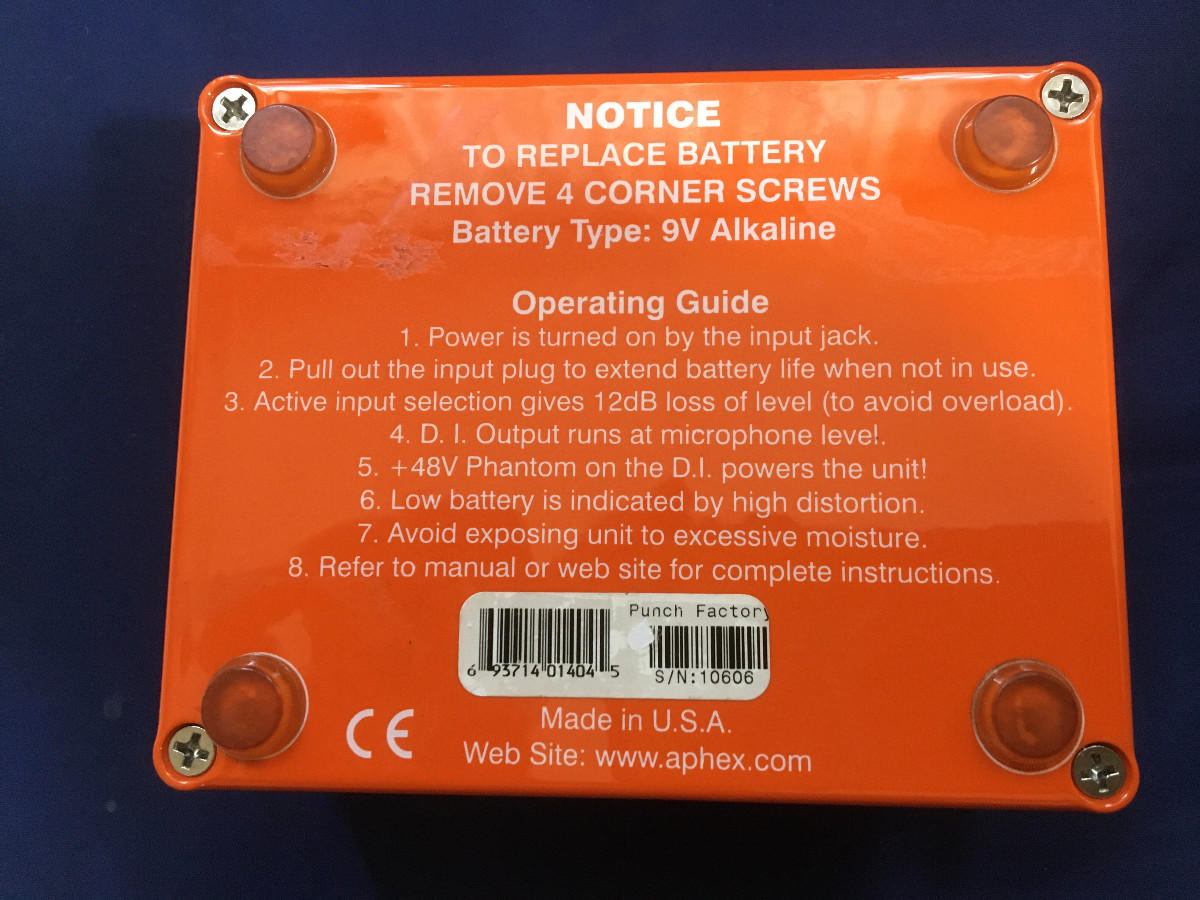 NOTICE
TO REPLACE BATTERY
REMOVE 4 CORNER SCREWS
Battery Type: 9V Alkaline
Operating Guide
1. Power is turned on by the input jack.
2. Pull out the input plug to extend battery life when not in use.
3. Active input selection gives 12dB loss of level (to avoid overload).
4. D. I. Output runs at microphone level.
5. +48V Phantom on the D.I. powers the unit!
6. Low battery is indicated by high distortion.
7. Avoid exposing unit to excessive moisture.
8. Refer to manual or web site for complete instructions.
Punch Factory
6 93714 01404 5
S/N:10606
CE
Made in U.S.A.
Web Site: www.aphex.com